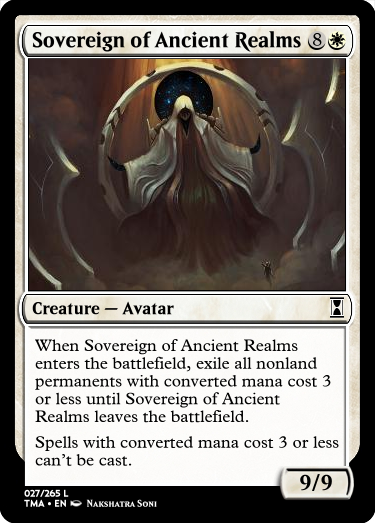 Sovereign of Ancient Realms 8
Creature — Avatar
When Sovereign of Ancient Realms
enters the battlefield, exile all nonland
permanents with converted mana cost 3
or less until Sovereign of Ancient
Realms leaves the battlefield.
Spells with converted mana cost 3 or less
can't be cast.
9/9
027/265 L
TMA • EN Nakshatra Soni